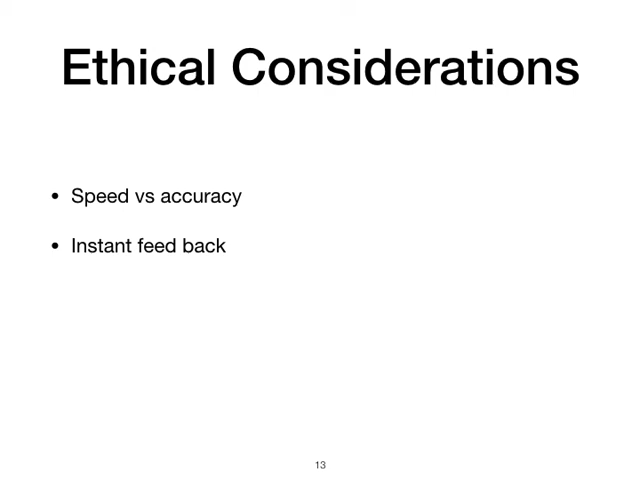 Ethical Considerations
• Speed vs accuracy
• Instant feed back
13